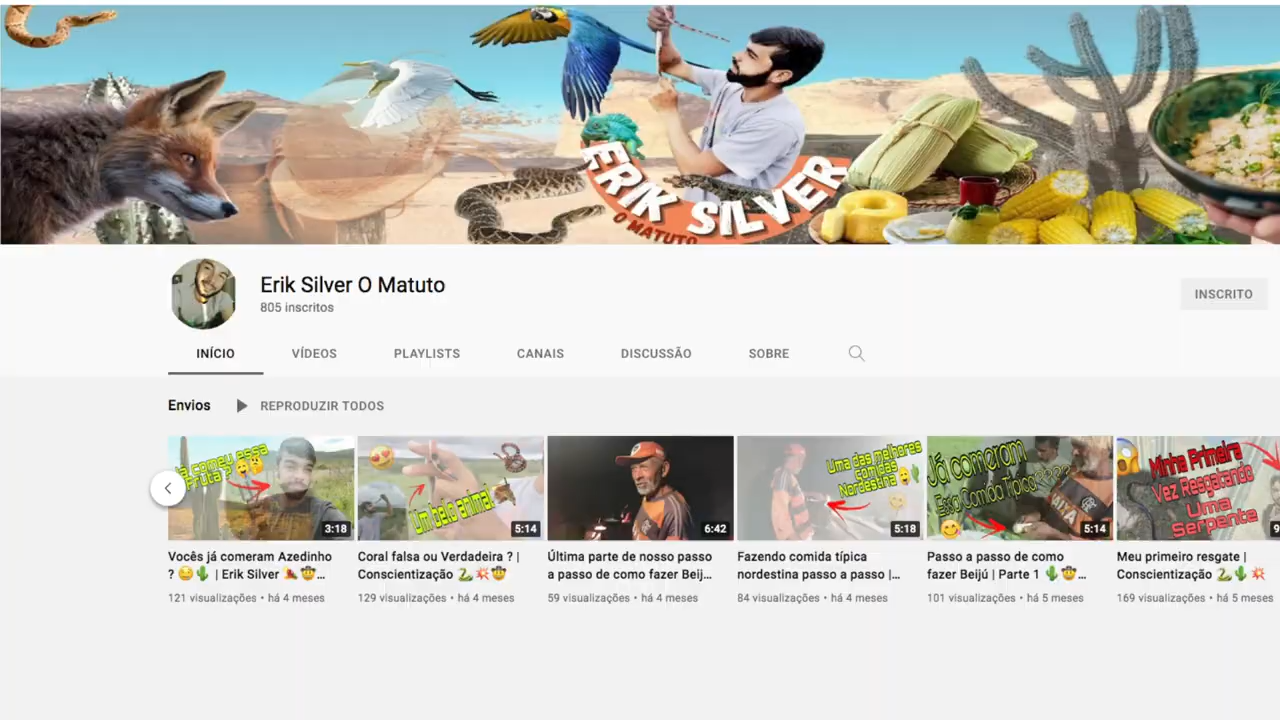 ERIK SILVER
O MATUTO
Erik Silver O Matuto
805 inscritos
INSCRITO
INÍCIO
VÍDEOS
PLAYLISTS
CANAIS
DISCUSSÃO
SOBRE
Envios
REPRODUZIR TODOS
Já comeu essa
Fruta?
3:18
Um belo animal
5:14
6:42
Uma das melhores
comidas
Nordestina
5:18
Já comeram
Essa Comida Típica???
5:14
Minha Primeira
Vez Resgatando
Uma
Serpente
9
Vocês já comeram Azedinho
? 😋🌵 | Erik Silver 🌶🤠...
121 visualizações • há 4 meses
Coral falsa ou Verdadeira ? |
Conscientização 🐍💥🤠
129 visualizações • há 4 meses
Última parte de nosso passo
a passo de como fazer Beij...
59 visualizações • há 4 meses
Fazendo comida típica
nordestina passo a passo |...
84 visualizações • há 4 meses
Passo a passo de como
fazer Beijú | Parte 1 🌵🤠...
101 visualizações • há 5 meses
Meu primeiro resgate |
Conscientização 🐍🌵💥
169 visualizações • há 5 meses